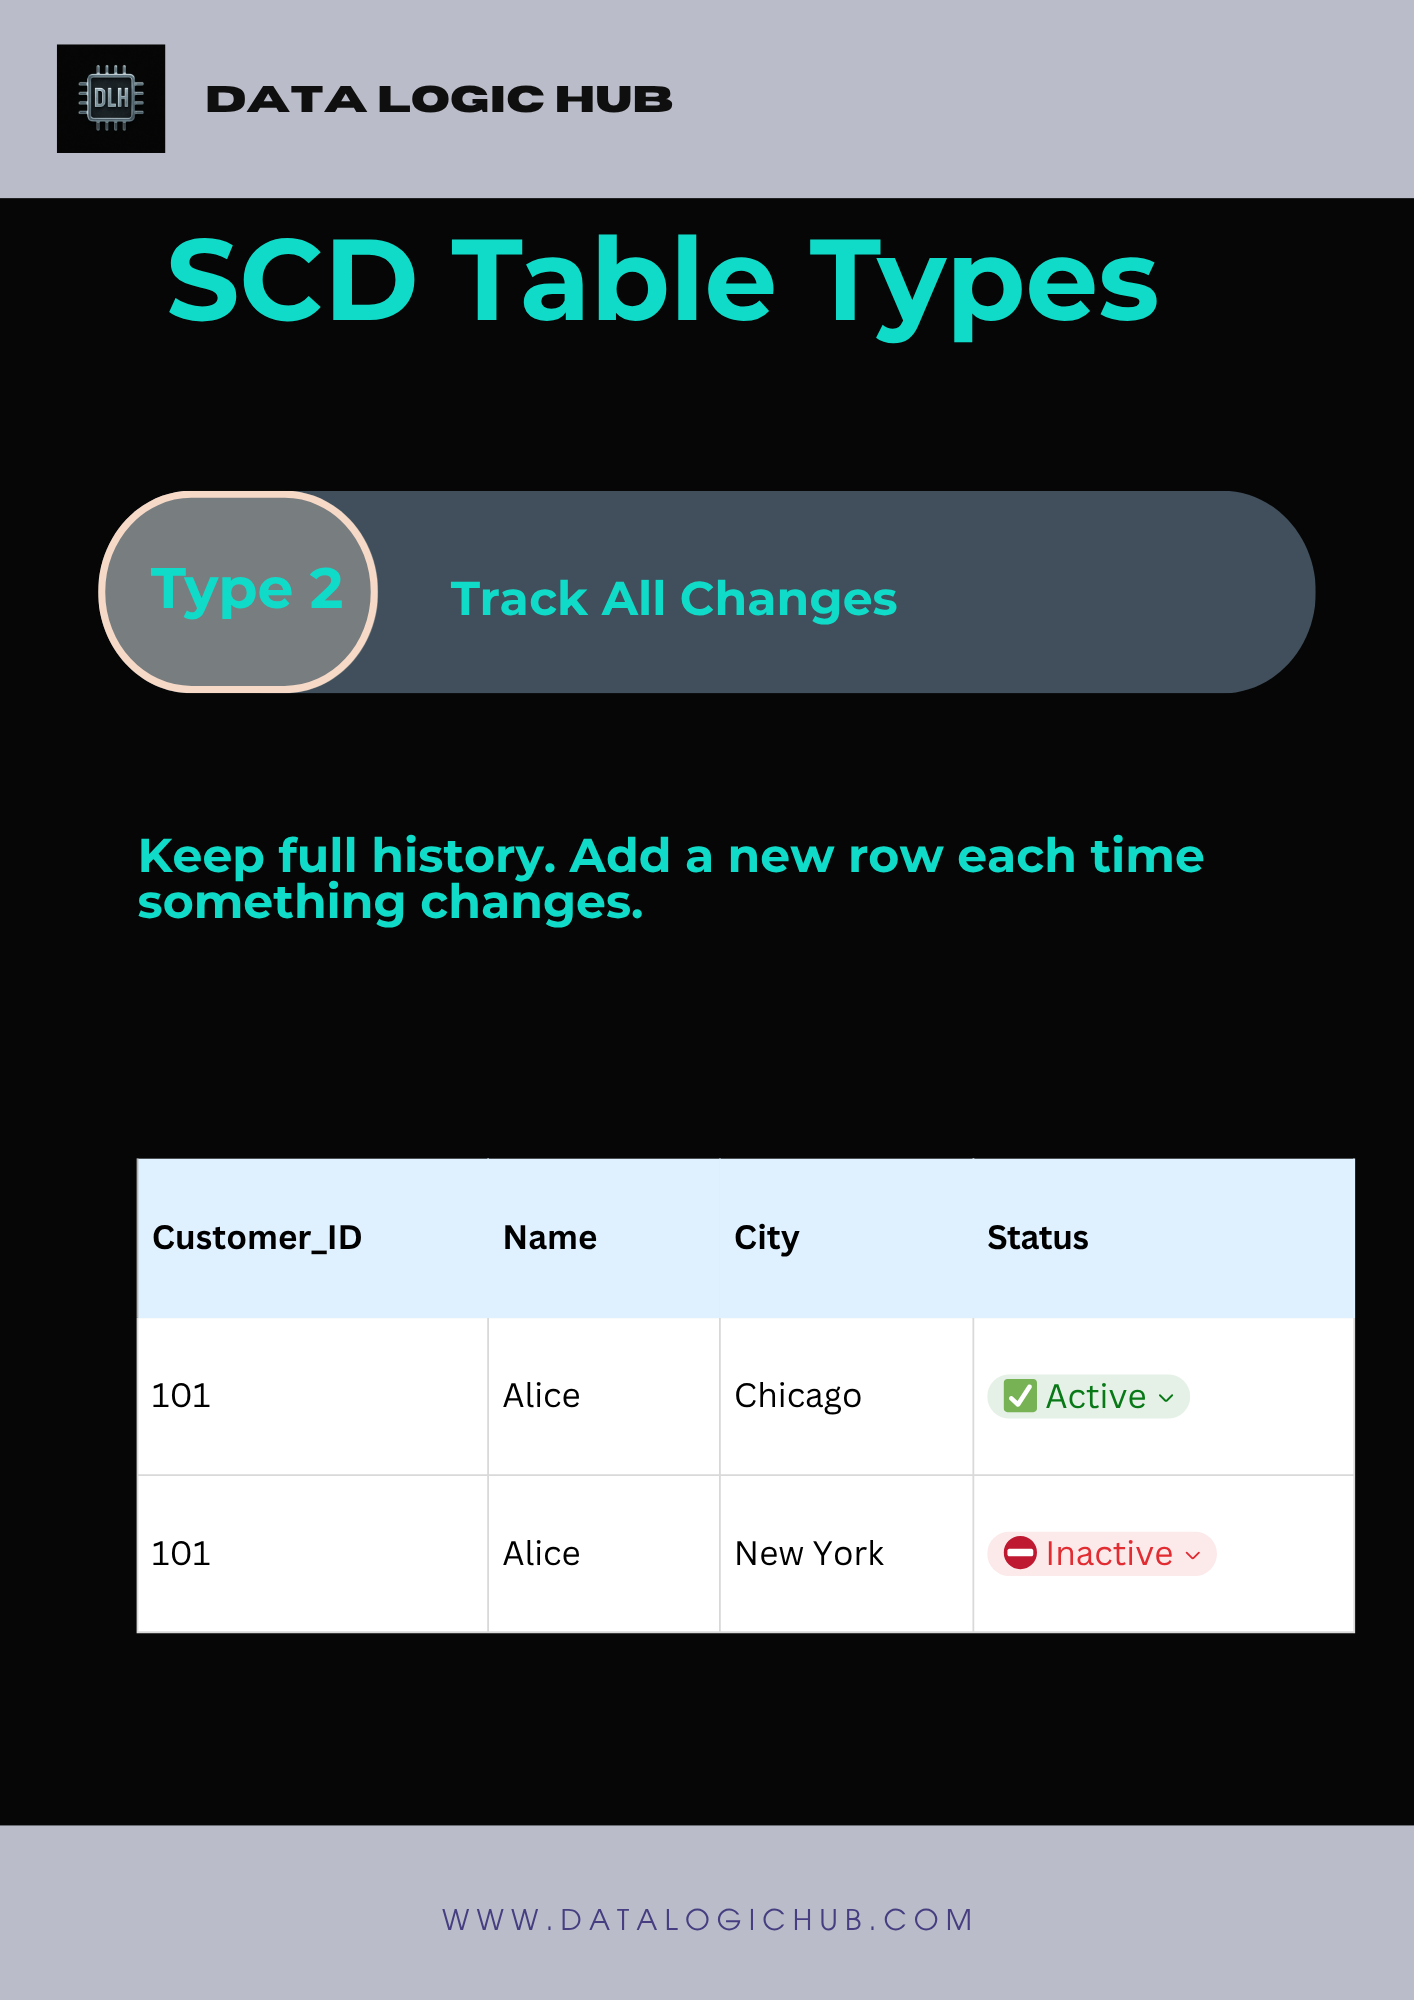 DLH
DATA LOGIC HUB
SCD Table Types
Type 2
Track All Changes
Keep full history. Add a new row each time
something changes.
Customer_ID Name City Status
101 Alice Chicago ✅ Active
101 Alice New York ⛔ Inactive
WWW.DATALOGICHUB.COM